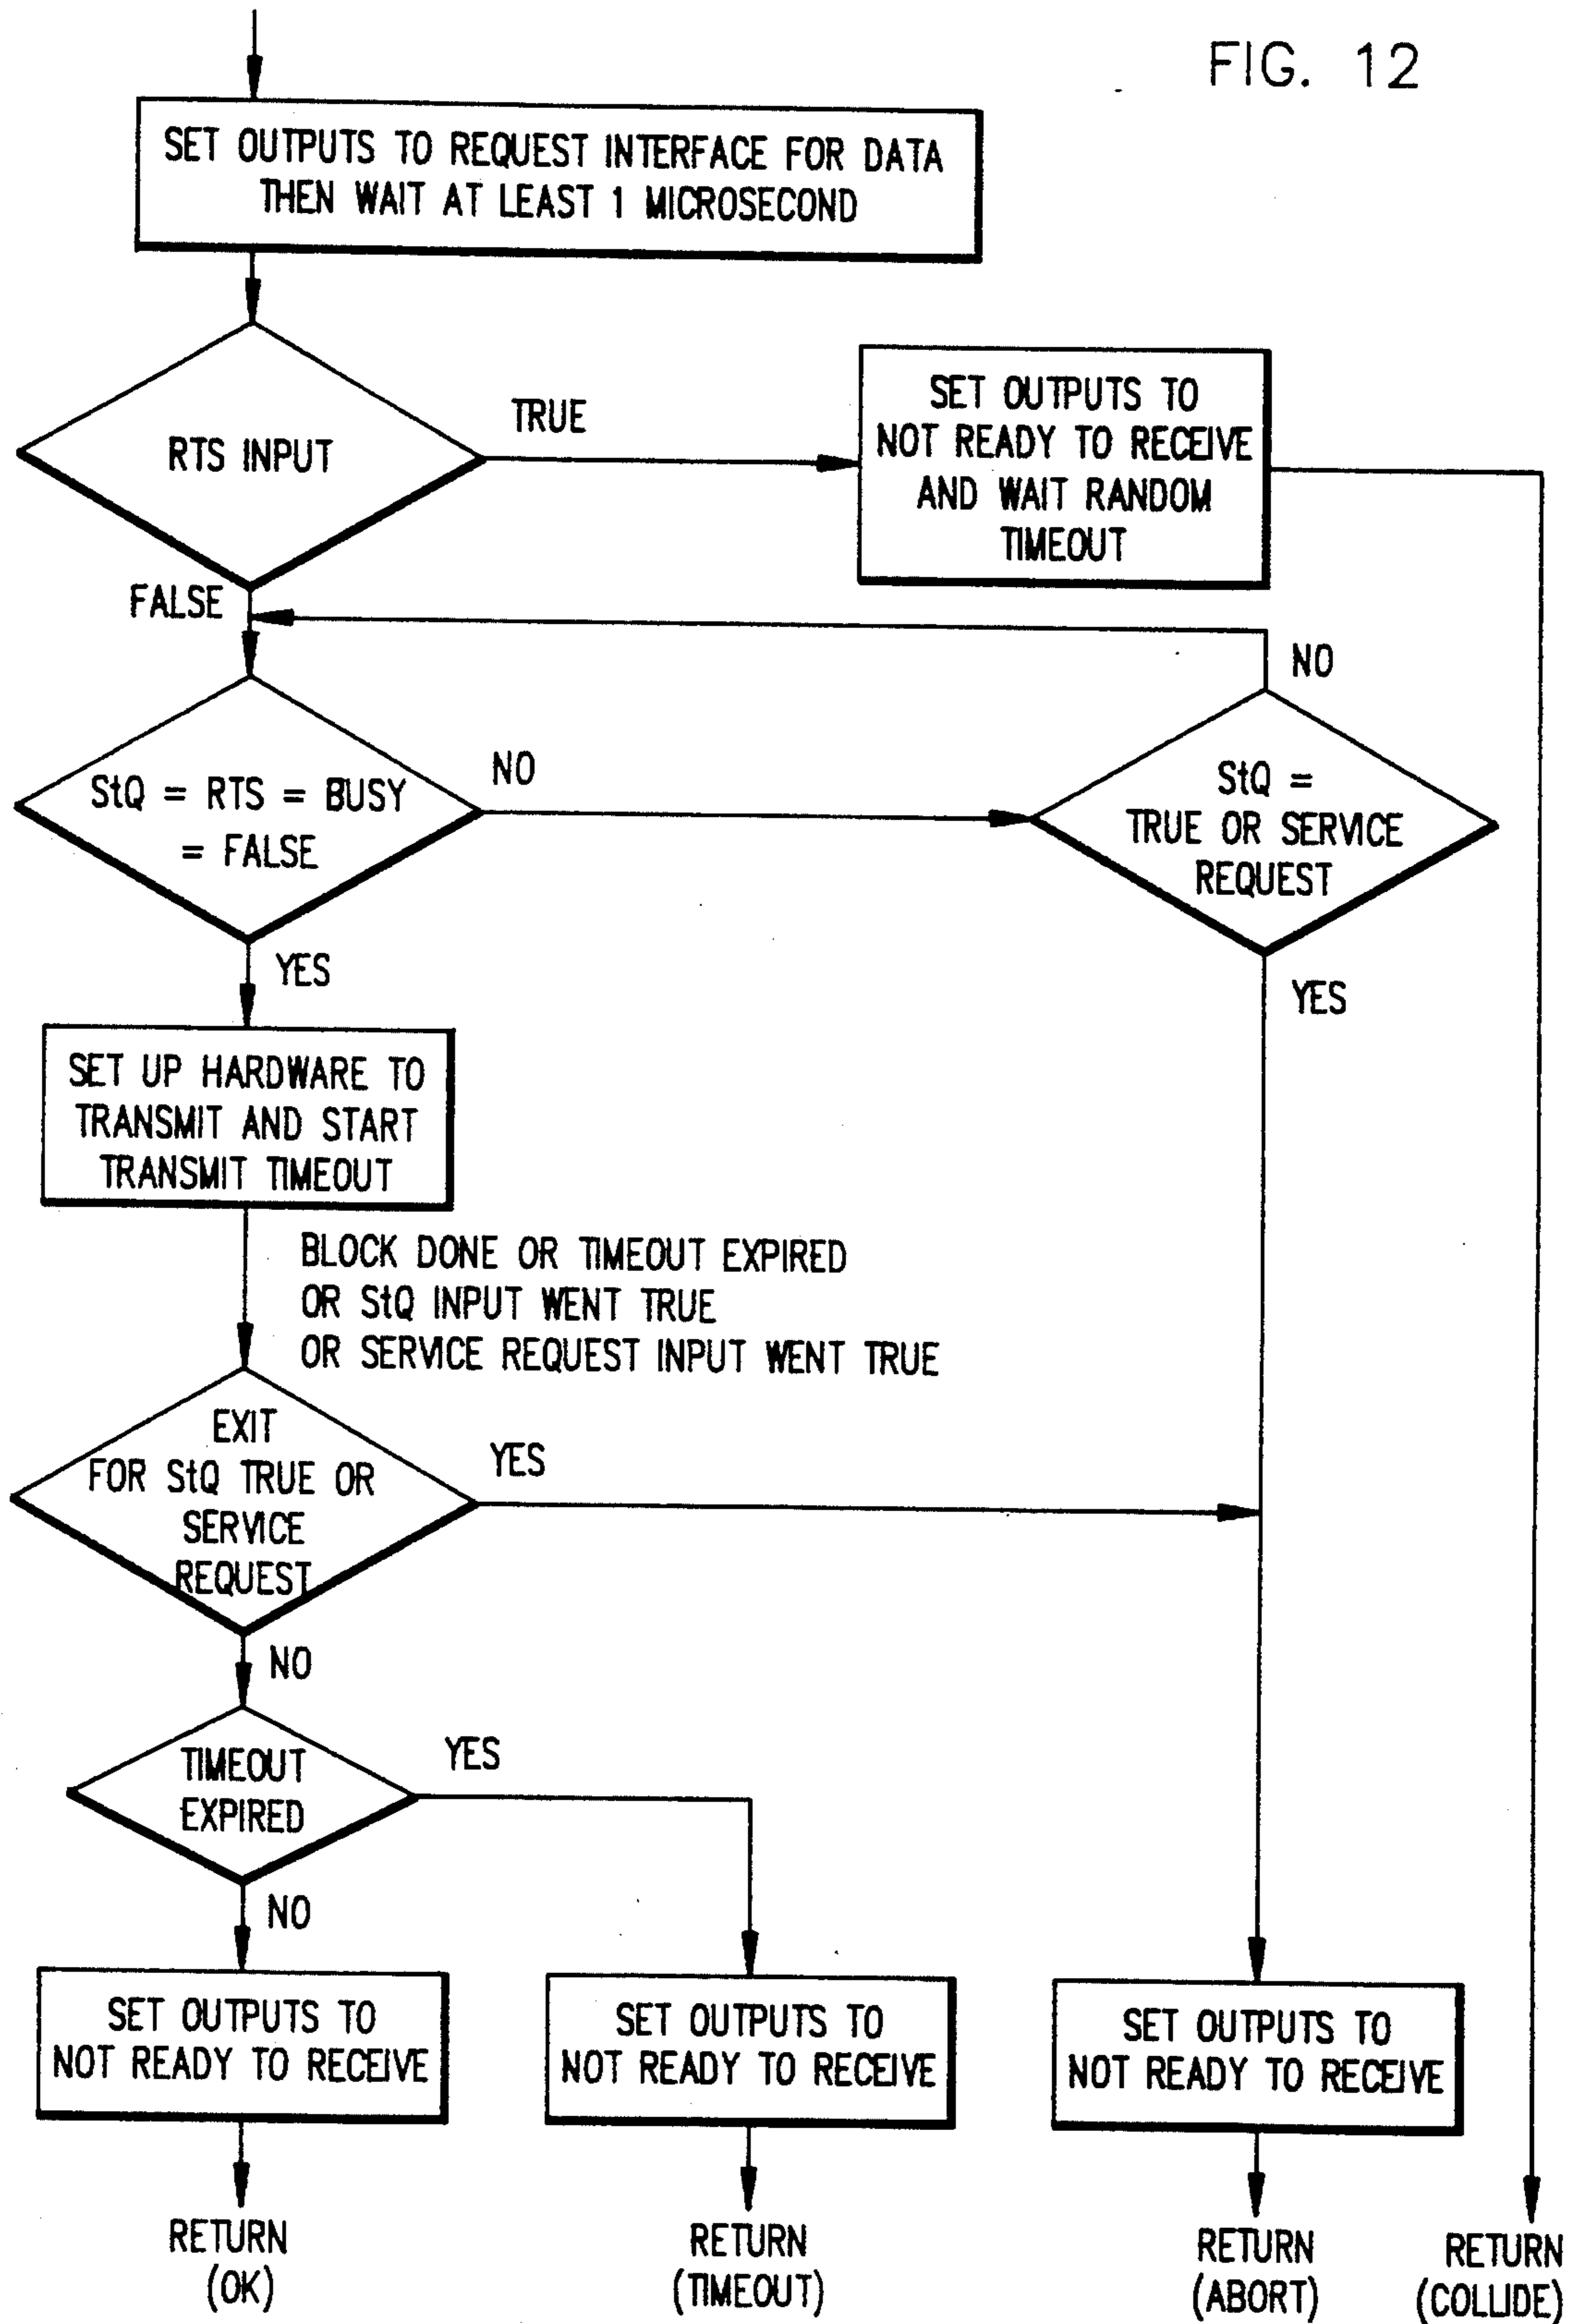 FIG. 12
SET OUTPUTS TO REQUEST INTERFACE FOR DATA
THEN WAIT AT LEAST 1 MICROSECOND
RTS INPUT
TRUE
SET OUTPUTS TO
NOT READY TO RECEIVE
AND WAIT RANDOM
TIMEOUT
FALSE
StQ = RTS = BUSY
= FALSE
NO
StQ =
TRUE OR SERVICE
REQUEST
NO
YES
YES
SET UP HARDWARE TO
TRANSMIT AND START
TRANSMIT TIMEOUT
BLOCK DONE OR TIMEOUT EXPIRED
OR StQ INPUT WENT TRUE
OR SERVICE REQUEST INPUT WENT TRUE
EXIT
FOR StQ TRUE OR
SERVICE
REQUEST
YES
NO
TIMEOUT
EXPIRED
YES
NO
SET OUTPUTS TO
NOT READY TO RECEIVE
SET OUTPUTS TO
NOT READY TO RECEIVE
SET OUTPUTS TO
NOT READY TO RECEIVE
RETURN
(OK)
RETURN
(TIMEOUT)
RETURN
(ABORT)
RETURN
(COLLIDE)